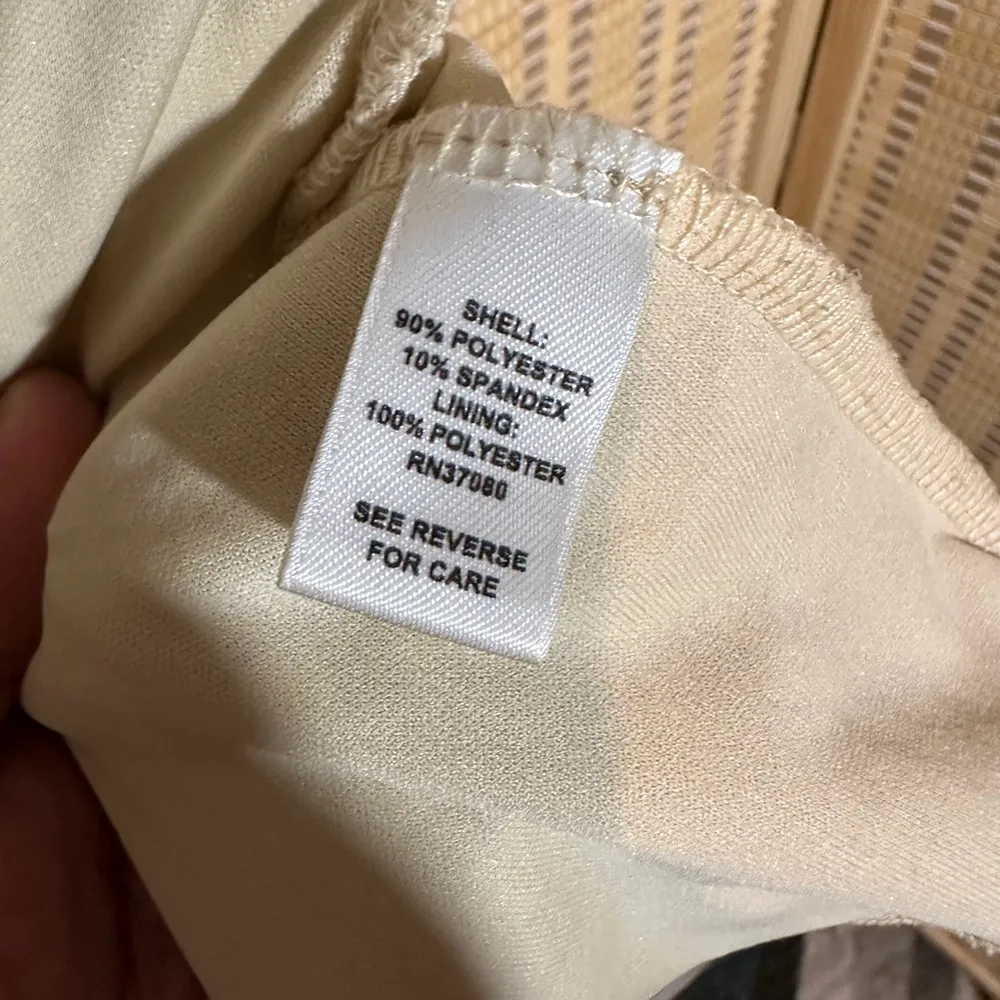 SHELL:
90% POLYESTER
10% SPANDEX
LINING:
100% POLYESTER
RN37080
SEE REVERSE
FOR CARE